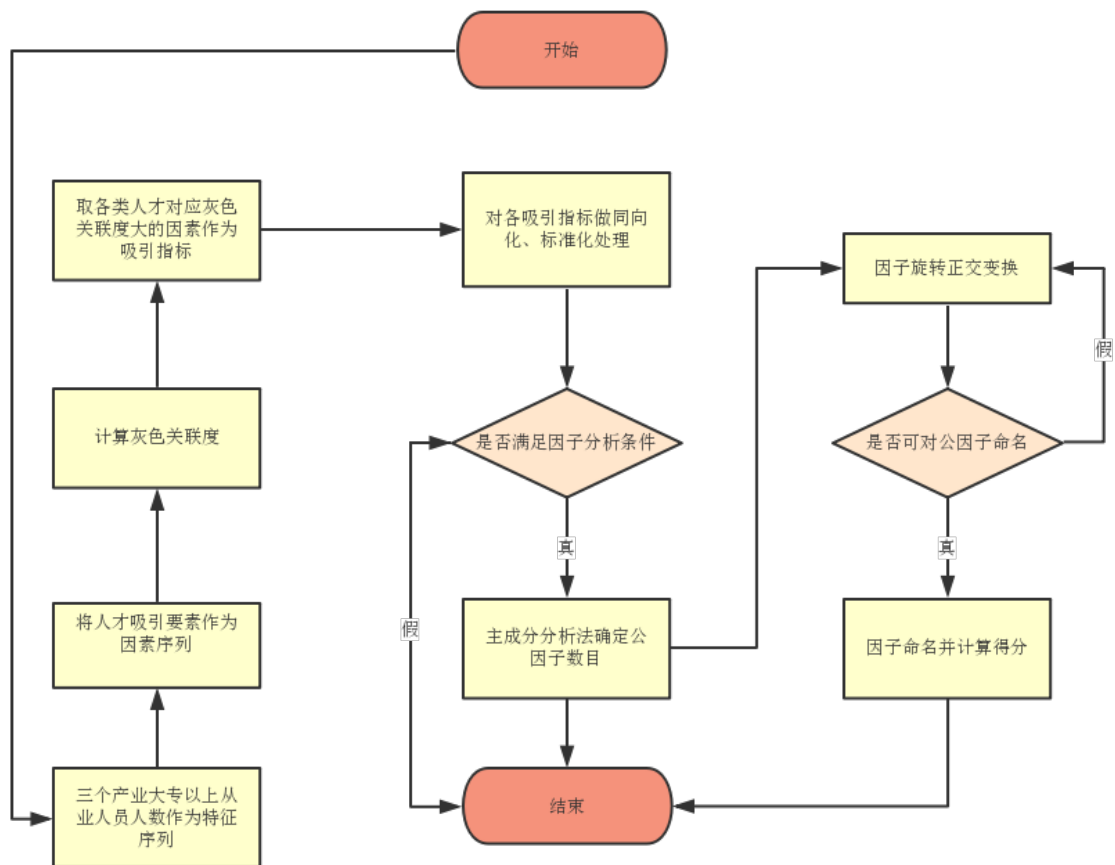 开始
取各类人才对应灰色
关联度大的因素作为
吸引指标
对各吸引指标做同向
化、标准化处理
因子旋转正交变换
假
计算灰色关联度
是否满足因子分析条件
是否可对公因子命名
真
真
将人才吸引要素作为
因素序列
假
主成分分析法确定公
因子数目
因子命名并计算得分
三个产业大专以上从
业人员人数作为特征
序列
结束